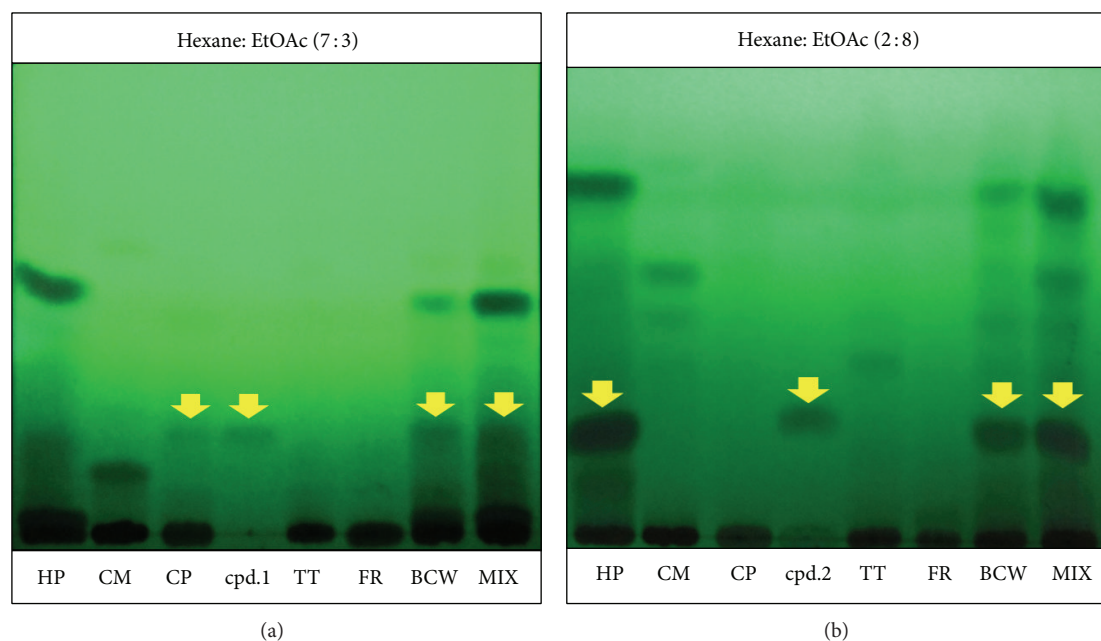 Hexane: EtOAc (7:3)
HP CM CP cpd.1 TT FR BCW MIX
(a)
Hexane: EtOAc (2:8)
HP CM CP cpd.2 TT FR BCW MIX
(b)